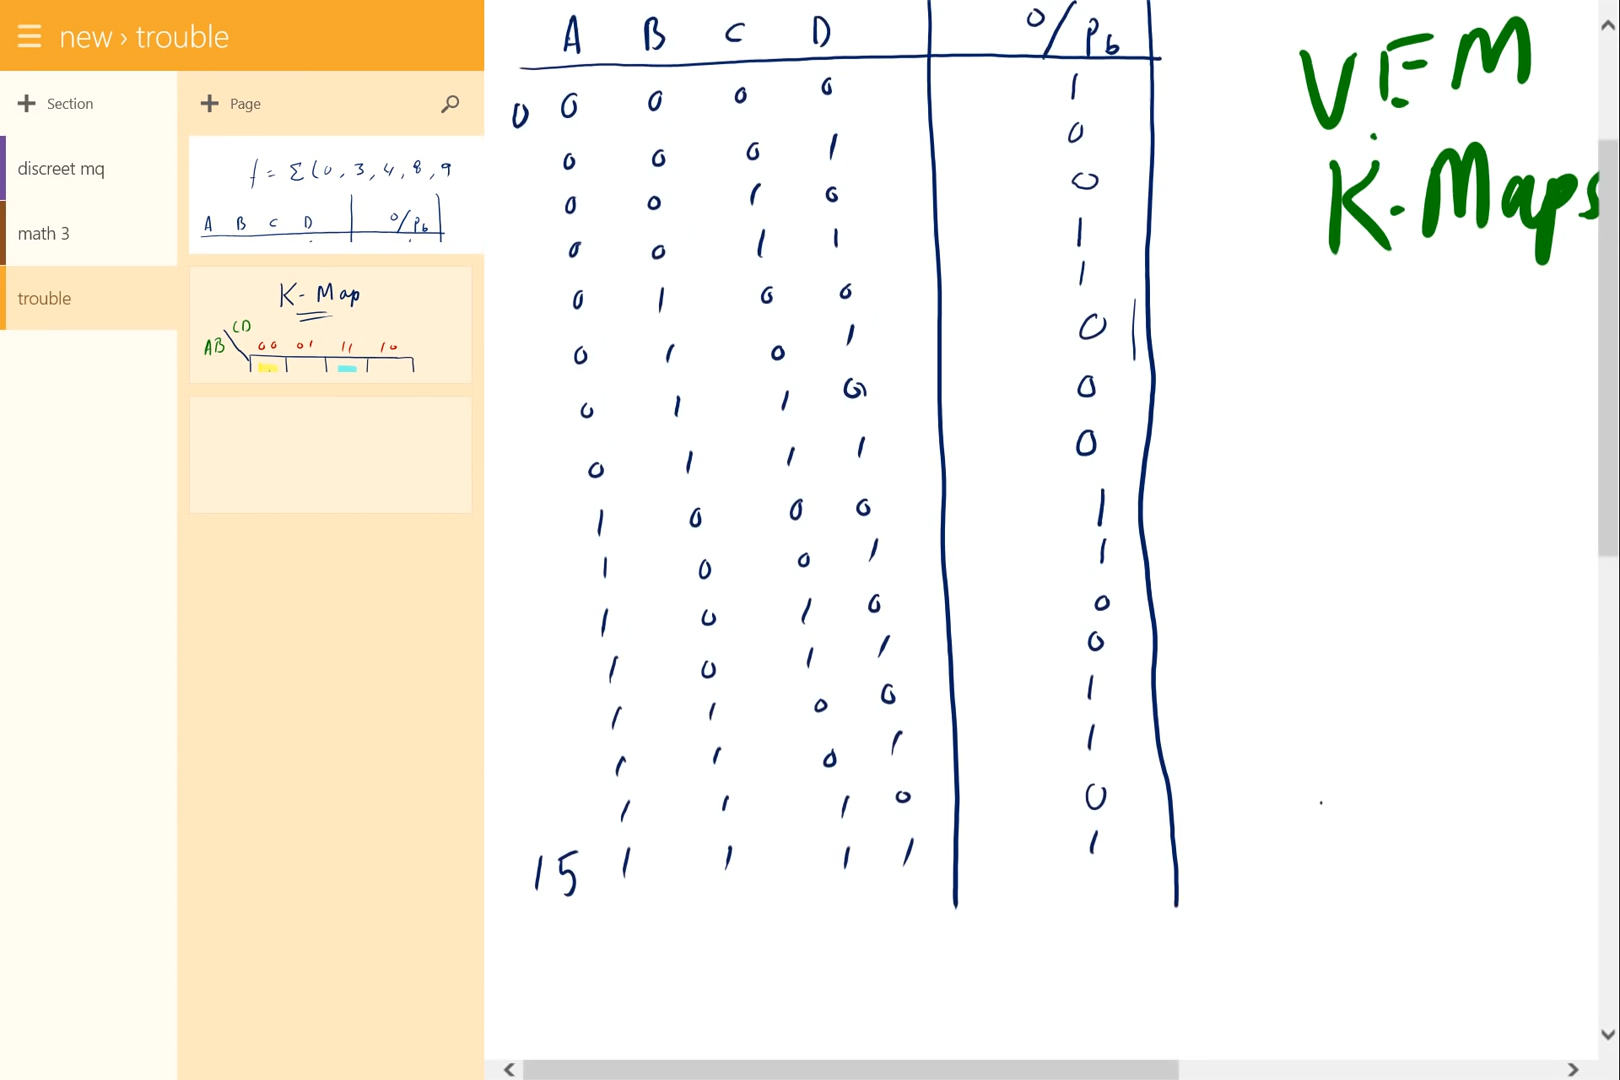 new › trouble
+ Section
+ Page
discreet mq
math 3
trouble
f = Σ(0, 3, 4, 8, 9
A B C D O/Pb
K-Map
CD
AB 00 01 11 10
A B C D O/Pb
0 0 0 0 0 1
0 0 0 1 0
0 0 1 0 0
0 0 1 1 1
0 1 0 0 1
0 1 0 1 0 |
0 1 1 0 0
0 1 1 1 0
1 0 0 0 1
1 0 0 1 1
1 0 1 0 0
1 0 1 1 0
1 1 0 0 1
1 1 0 1 1
1 1 1 0 0
15 1 1 1 1 1
VEM
K-Maps